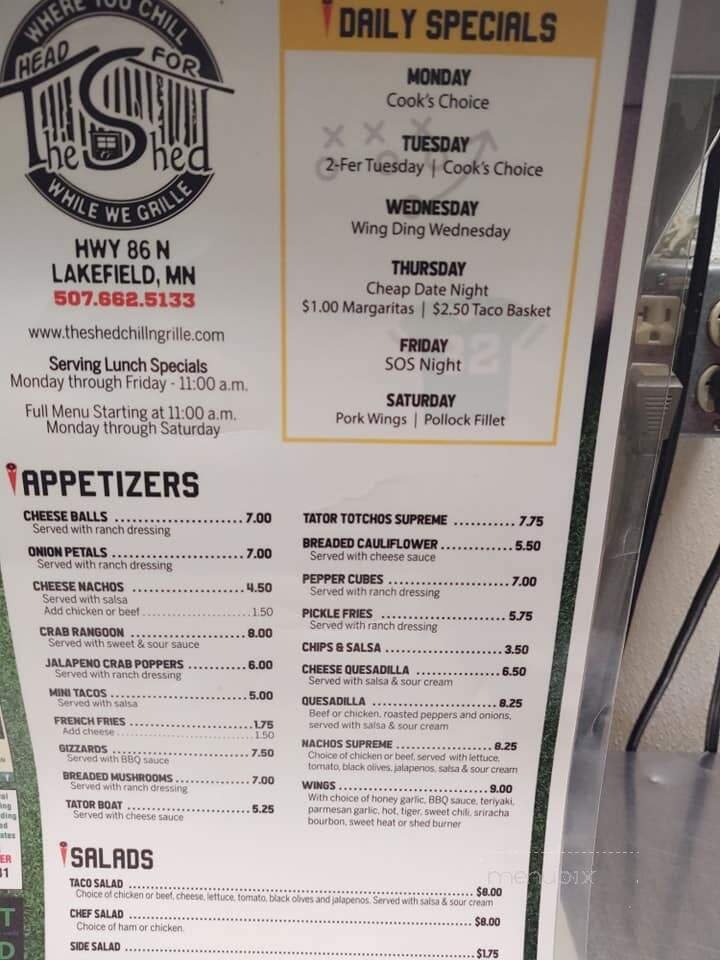 WHERE YOU CHILL
HEAD FOR
The Shed
WHILE WE GRILLE
HWY 86 N
LAKEFIELD, MN
507.662.5133
www.theshedchillngrille.com
Serving Lunch Specials
Monday through Friday - 11:00 a.m.
Full Menu Starting at 11:00 a.m.
Monday through Saturday
DAILY SPECIALS
MONDAY
Cook's Choice
TUESDAY
2-Fer Tuesday | Cook's Choice
WEDNESDAY
Wing Ding Wednesday
THURSDAY
Cheap Date Night
$1.00 Margaritas | $2.50 Taco Basket
FRIDAY
SOS Night
SATURDAY
Pork Wings | Pollock Fillet
APPETIZERS
CHEESE BALLS ........................ 7.00
Served with ranch dressing
ONION PETALS ........................ 7.00
Served with ranch dressing
CHEESE NACHOS ........................ 4.50
Served with salsa
Add chicken or beef ........................ 1.50
CRAB RANGOON ........................ 8.00
Served with sweet & sour sauce
JALAPENO CRAB POPPERS ................ 6.00
Served with ranch dressing
MINI TACOS ........................ 5.00
Served with salsa
FRENCH FRIES ........................ 1.75
Add cheese ........................ 1.50
GIZZARDS ........................ 7.50
Served with BBQ sauce
BREADED MUSHROOMS ................ 7.00
Served with ranch dressing
TATOR BOAT ........................ 5.25
Served with cheese sauce
TATOR TOTCHOS SUPREME ............ 7.75
BREADED CAULIFLOWER ............... 5.50
Served with cheese sauce
PEPPER CUBES ........................ 7.00
Served with ranch dressing
PICKLE FRIES ........................ 5.75
Served with ranch dressing
CHIPS & SALSA ........................ 3.50
CHEESE QUESADILLA ................ 6.50
Served with salsa & sour cream
QUESADILLA ........................ 8.25
Beef or chicken, roasted peppers and onions,
served with salsa & sour cream
NACHOS SUPREME ................ 8.25
Choice of chicken or beef, served with lettuce,
tomato, black olives, jalapenos, salsa & sour cream
WINGS ........................ 9.00
With choice of honey garlic, BBQ sauce, teriyaki,
parmesan garlic, hot, tiger, sweet chili, sriracha
bourbon, sweet heat or shed burner
SALADS
TACO SALAD ........................ $8.00
Choice of chicken or beef, cheese, lettuce, tomato, black olives and jalapenos. Served with salsa & sour cream
CHEF SALAD ........................ $8.00
Choice of ham or chicken.
SIDE SALAD ........................ $1.75
menubix